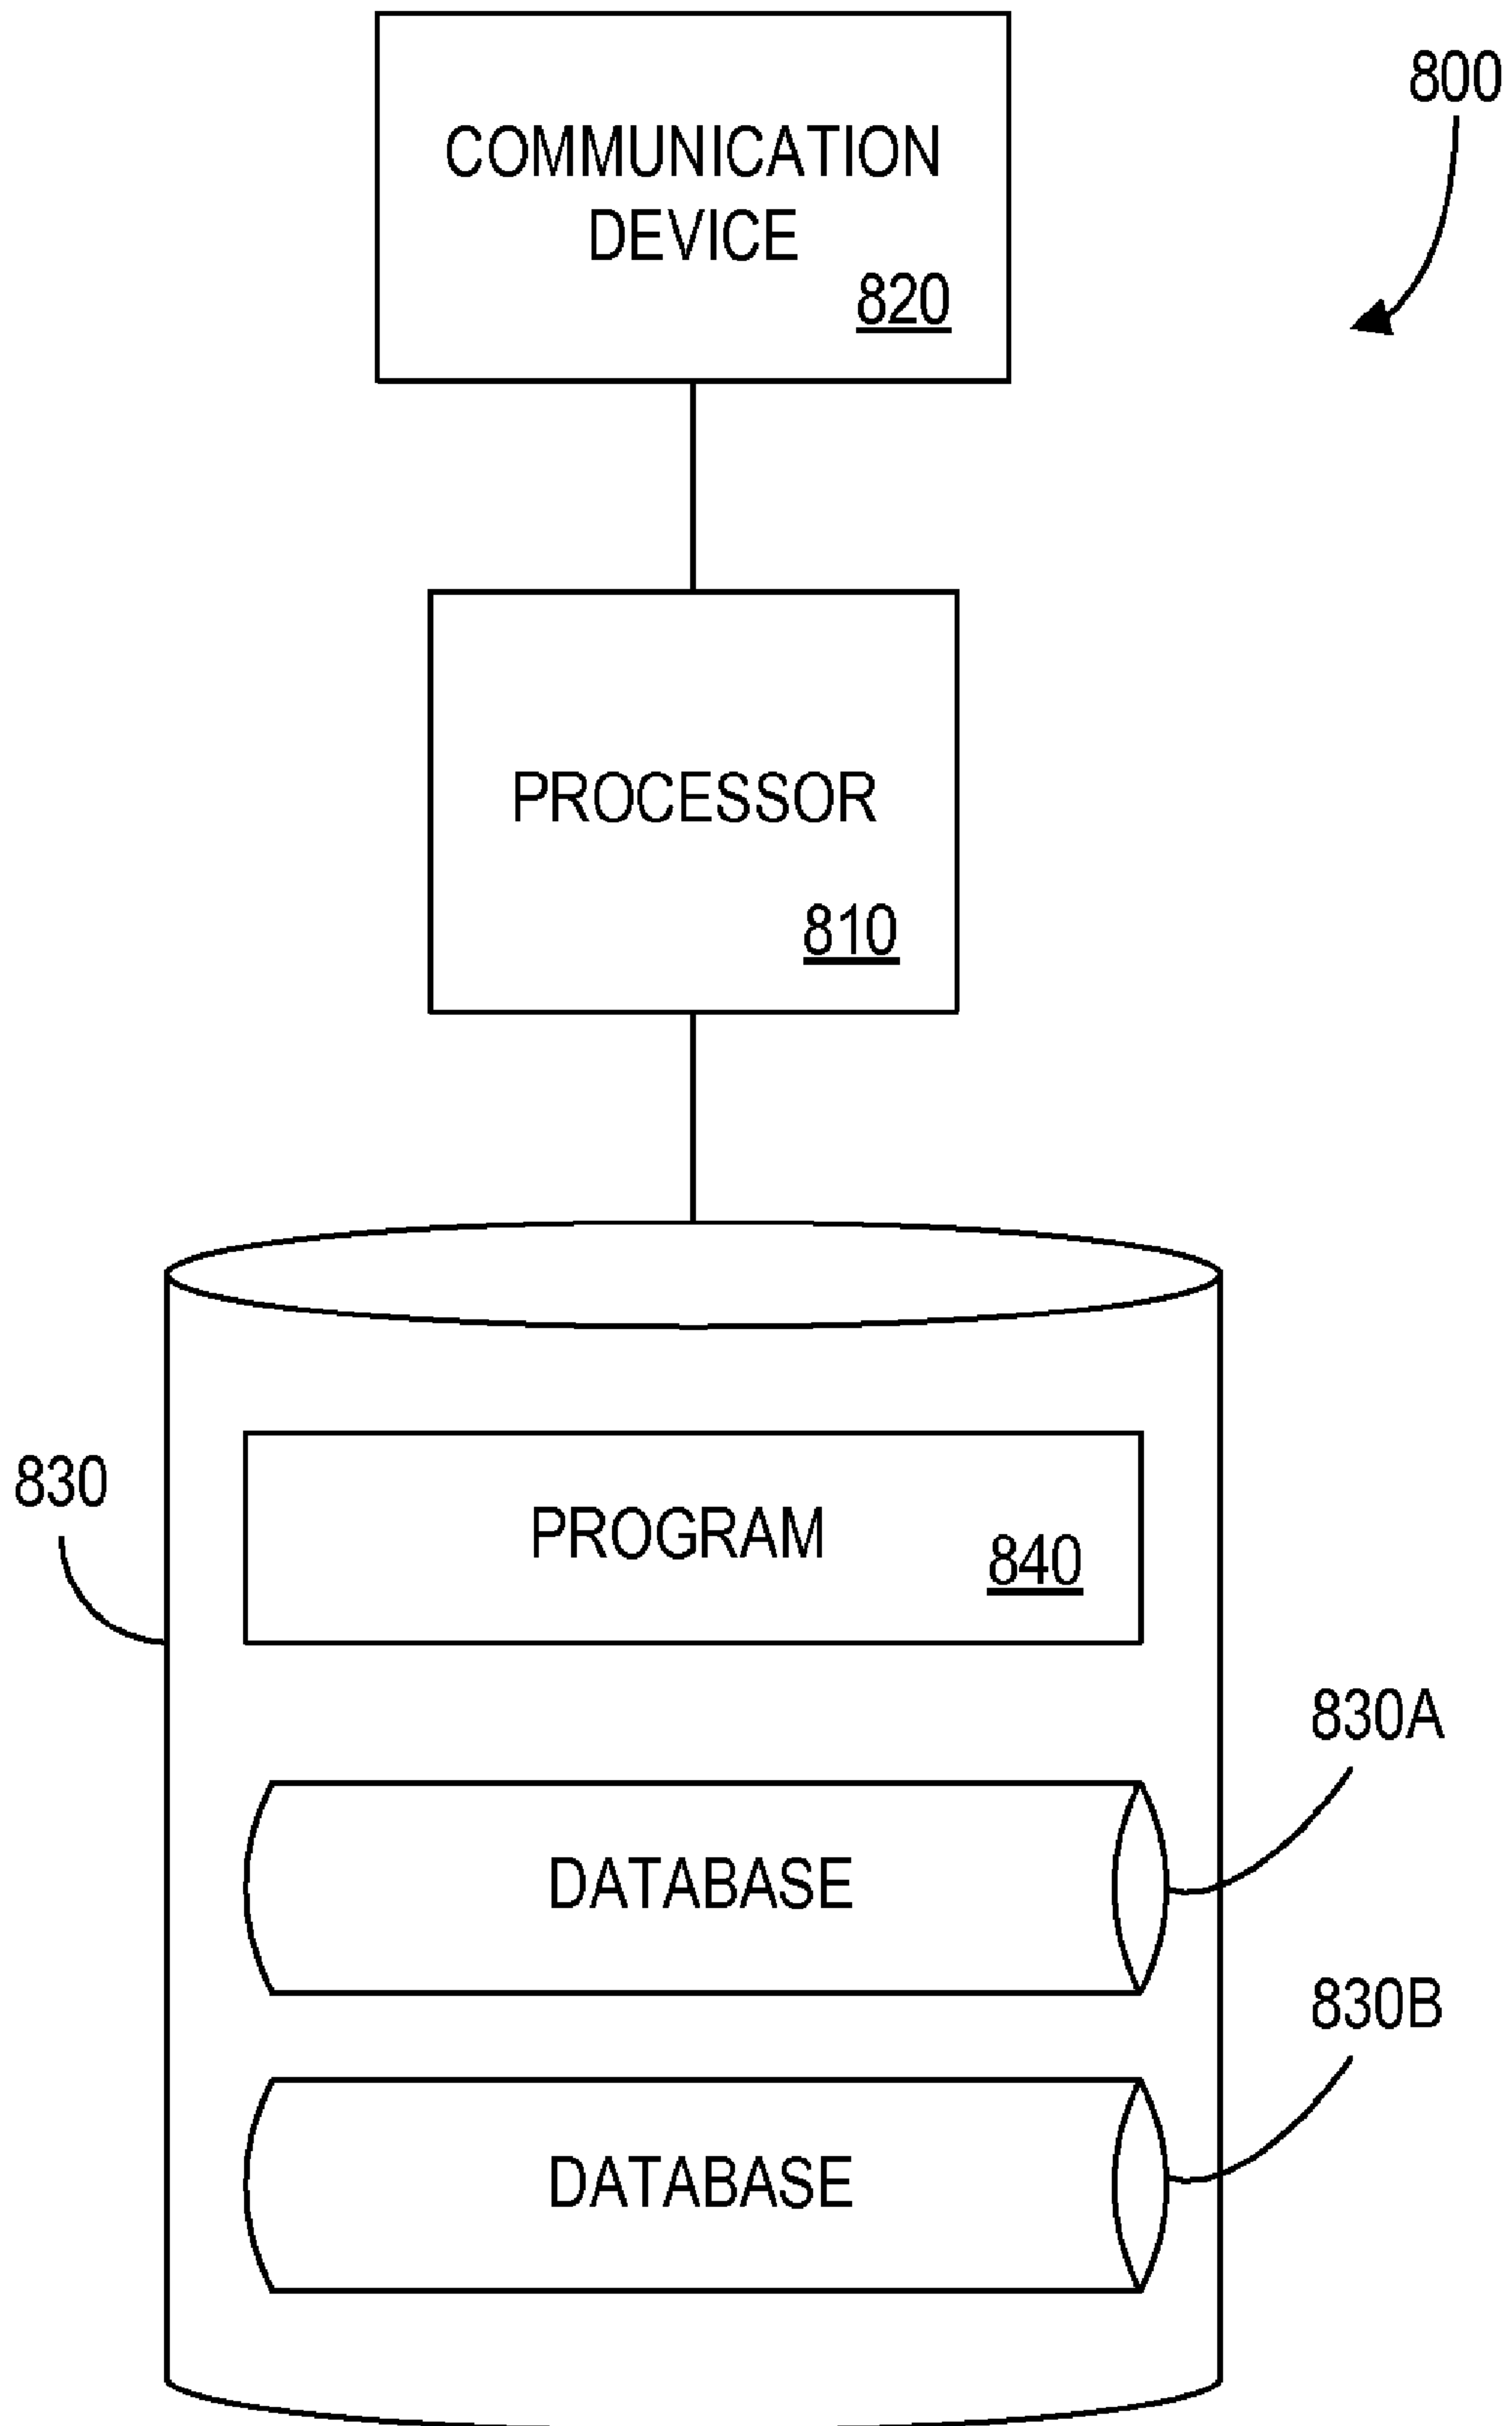 800
COMMUNICATION
DEVICE
820
PROCESSOR
810
830
PROGRAM
840
830A
DATABASE
830B
DATABASE